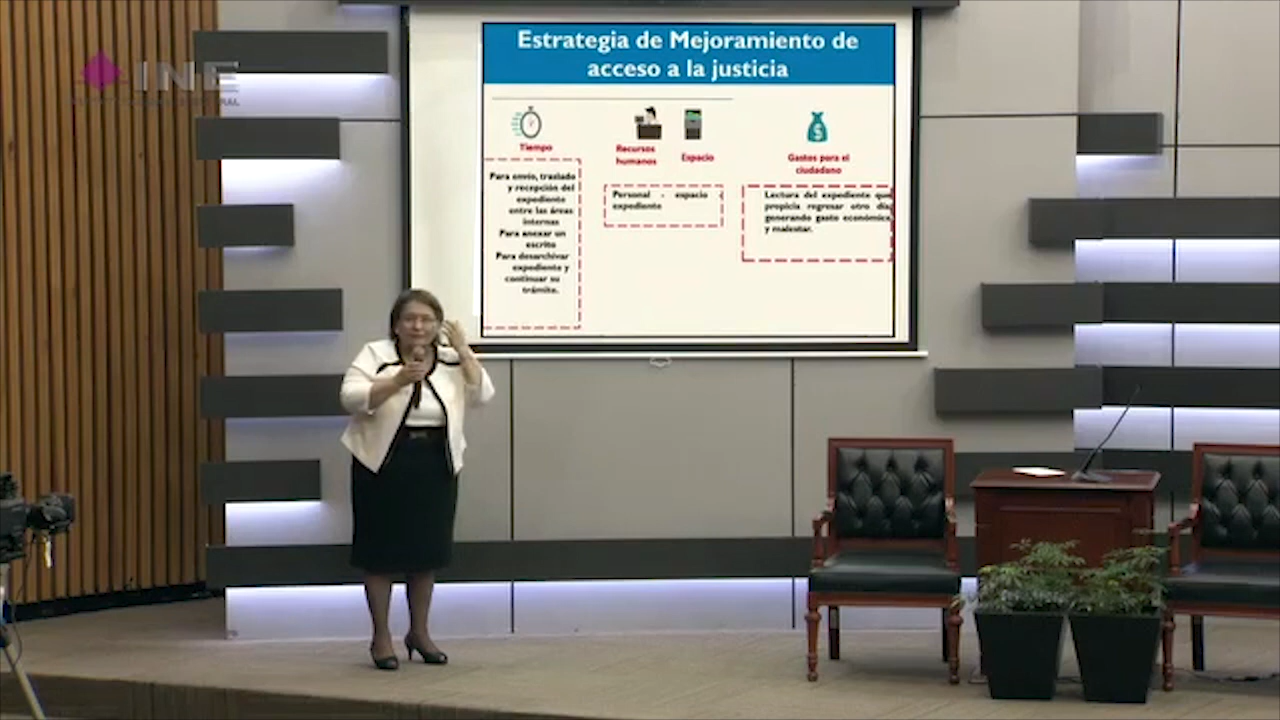 INE
Estrategia de Mejoramiento de
acceso a la justicia
Tiempo
Para envío, traslado
y recepción del
expediente
entre las áreas
internas
Para anexar un
escrito
Para desarchivar
expediente y
continuar su
trámite.
Recursos
humanos
Espacio
Personal - espacio -
expediente
Gastos para el
ciudadano
Lectura del expediente que
propicia regresar otro día
generando gasto económico
y malestar.